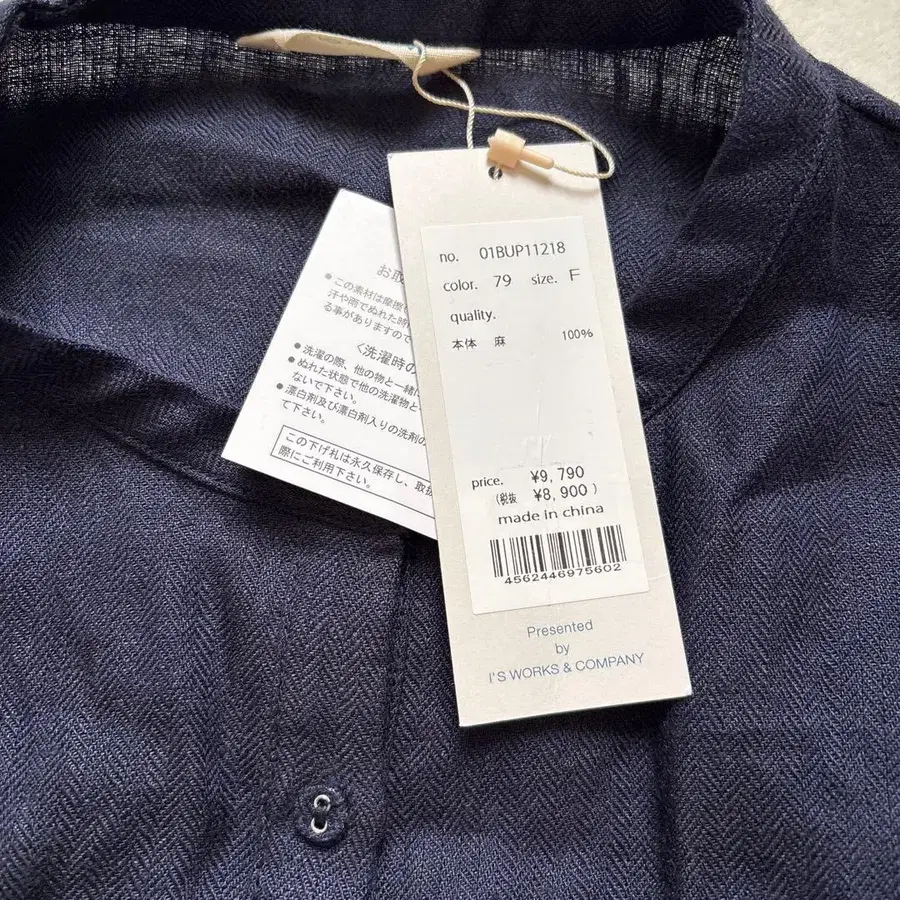 no. 01BUP11218
color. 79 size. F
quality.
本体 麻 100%
price. ¥9,790
(税抜 ¥8,900)
made in china
4562446975602
Presented
by
I'S WORKS & COMPANY
お取
● この素材は摩擦
汗や雨でぬれた時
る事がありますので
〈洗濯時の
● 洗濯の際、他の物と一緒に
● ぬれた状態で他の洗濯物と
ないで下さい。
● 漂白剤及び漂白剤入りの洗剤の
て下さい。
この下げ札は永久保存し、取扱
際にご利用下さい。